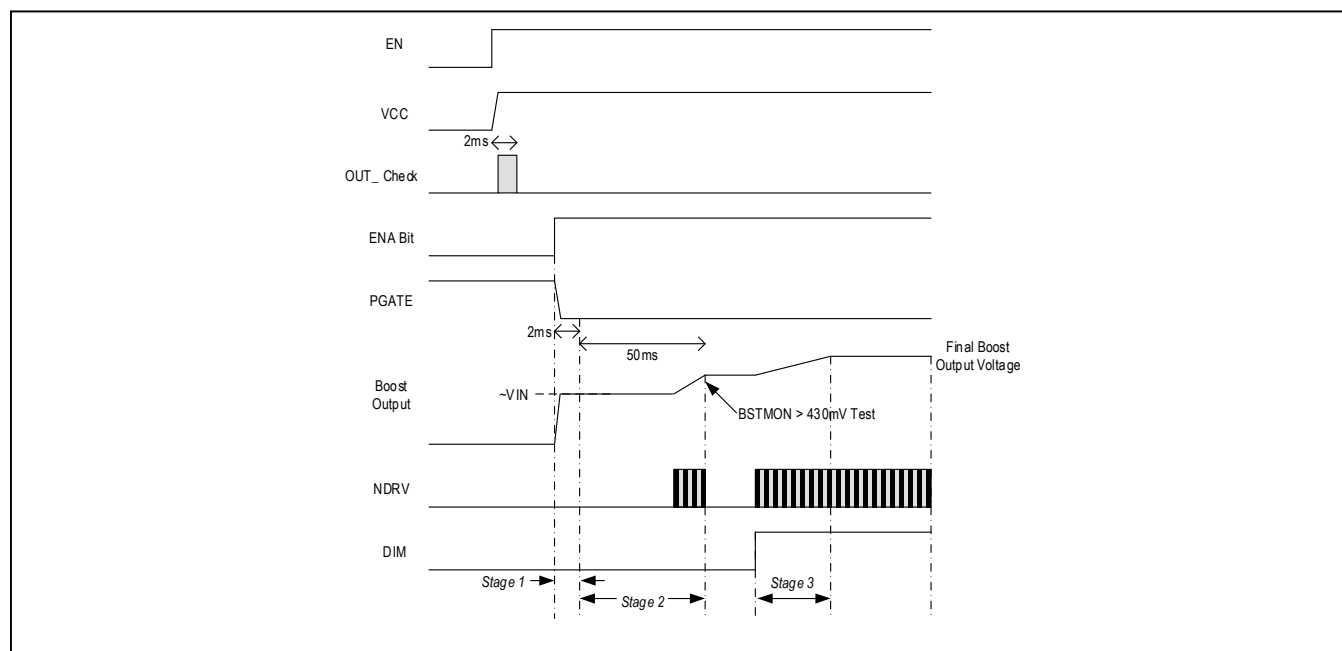 EN
VCC
2ms
OUT_ Check
ENA Bit
PGATE
2ms
50ms
Final Boost
Output Voltage
Boost
Output
~VIN
BSTMON > 430mV Test
NDRV
DIM
Stage 1
Stage 2
Stage 3